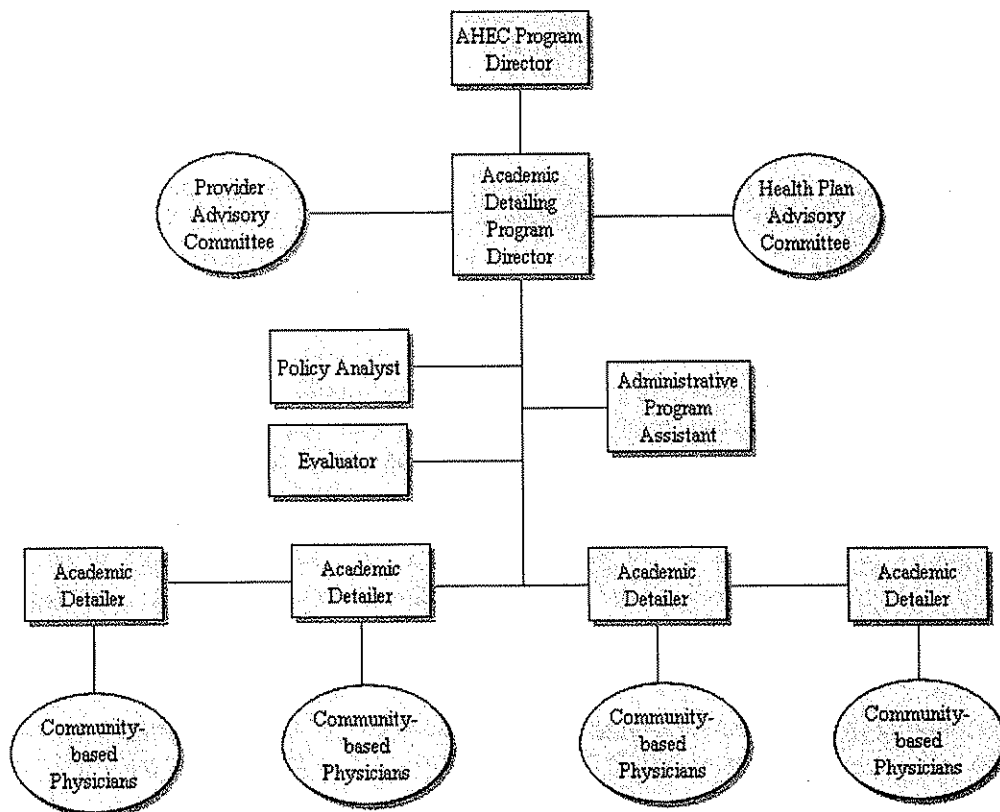 AHEC Program
Director
Provider
Advisory
Committee
Academic
Detailing
Program
Director
Health Plan
Advisory
Committee
Policy Analyst
Administrative
Program
Assistant
Evaluator
Academic
Detailer
Academic
Detailer
Academic
Detailer
Academic
Detailer
Community-
based
Physicians
Community-
based
Physicians
Community-
based
Physicians
Community-
based
Physicians